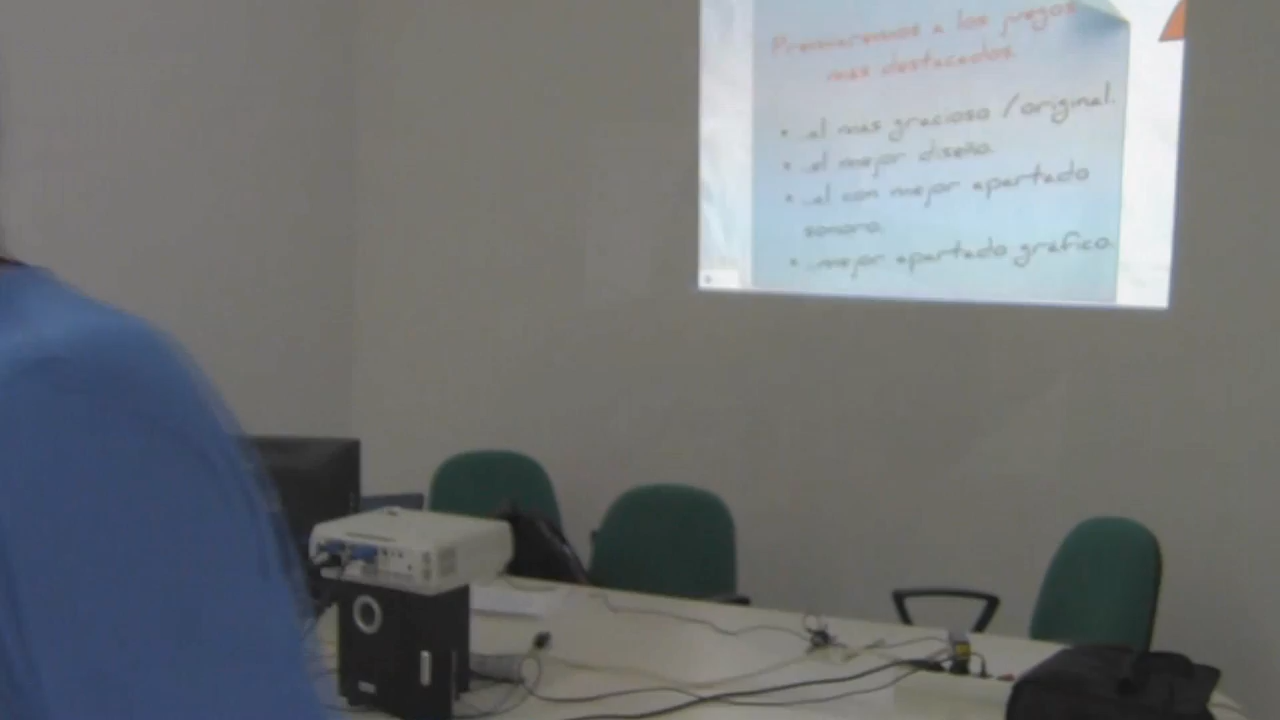 Premiaremos a los juegos
más destacados.
• ...el más gracioso / original.
• ...el mejor diseño.
• ...el con mejor apartado
sonoro.
• ...mejor apartado gráfico.